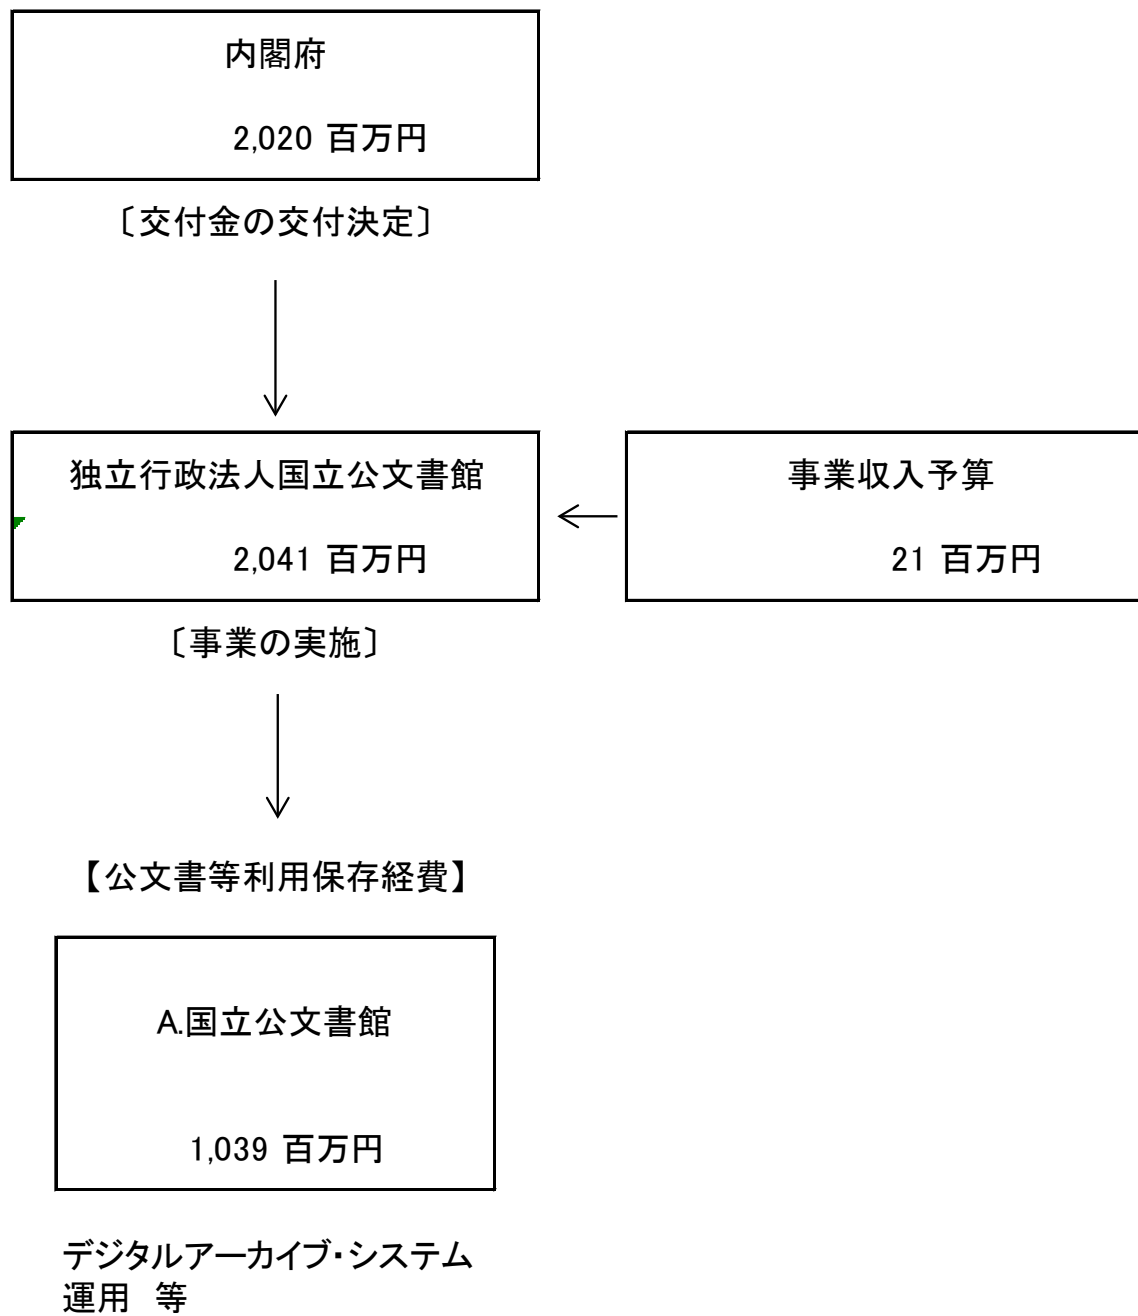 内閣府
2,020 百万円
〔交付金の交付決定〕
独立行政法人国立公文書館
2,041 百万円
事業収入予算
21 百万円
〔事業の実施〕
【公文書等利用保存経費】
A.国立公文書館
1,039 百万円
デジタルアーカイブ・システム
運用　等